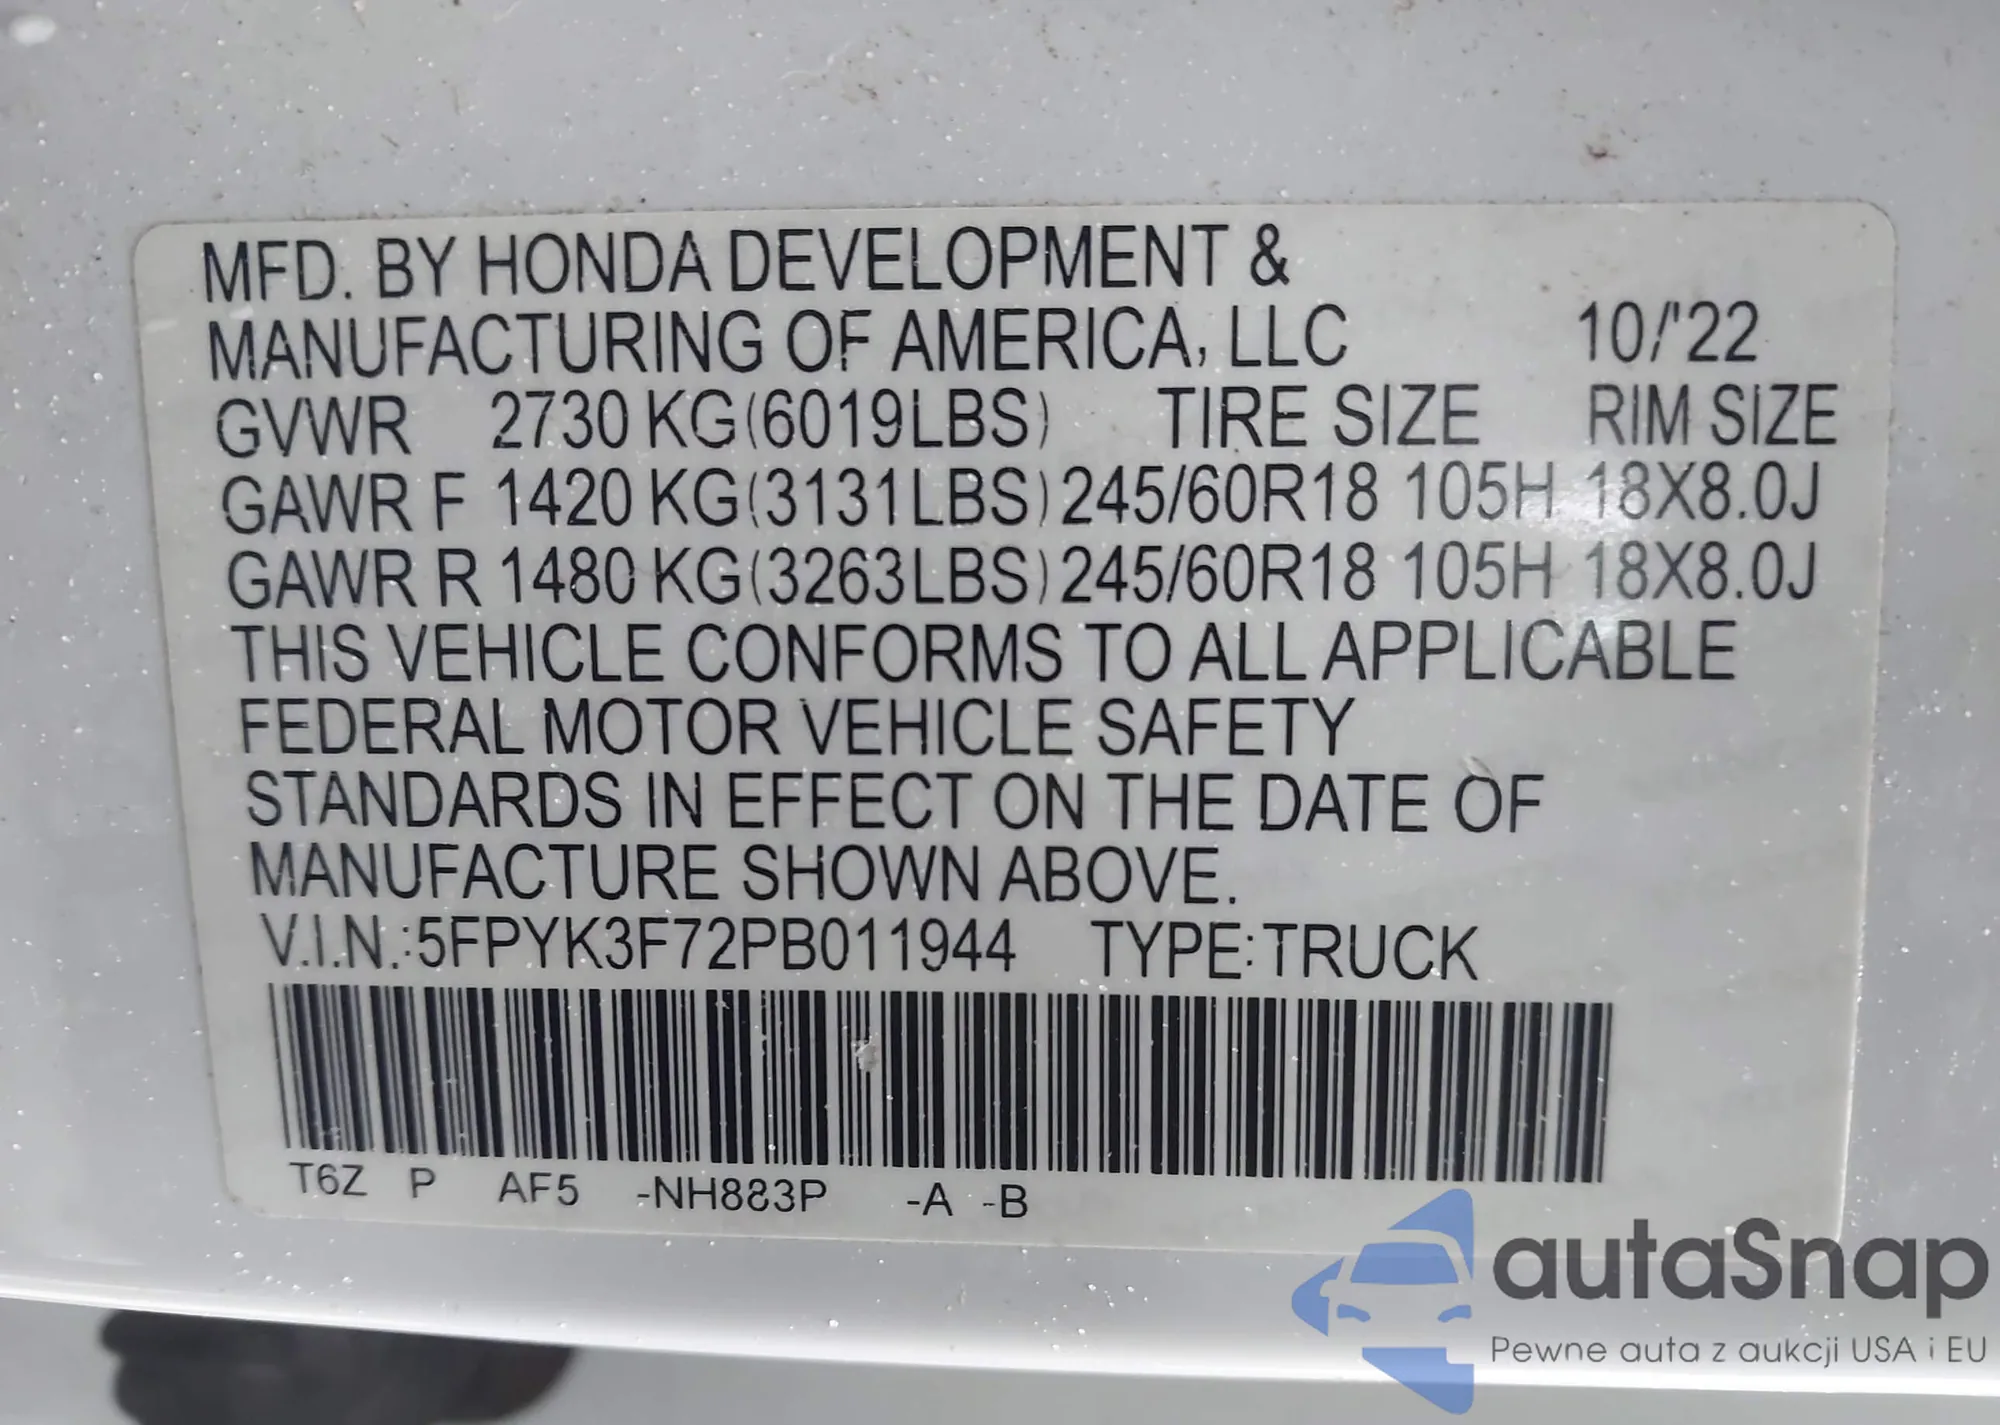 MFD. BY HONDA DEVELOPMENT &
MANUFACTURING OF AMERICA, LLC 10/'22
GVWR 2730 KG(6019LBS) TIRE SIZE RIM SIZE
GAWR F 1420 KG(3131LBS) 245/60R18 105H 18X8.0J
GAWR R 1480 KG(3263LBS) 245/60R18 105H 18X8.0J
THIS VEHICLE CONFORMS TO ALL APPLICABLE
FEDERAL MOTOR VEHICLE SAFETY
STANDARDS IN EFFECT ON THE DATE OF
MANUFACTURE SHOWN ABOVE.
V.I.N.:5FPYK3F72PB011944 TYPE:TRUCK
T6Z P AF5 -NH883P -A -B
autaSnap
Pewne auta z aukcji USA i EU